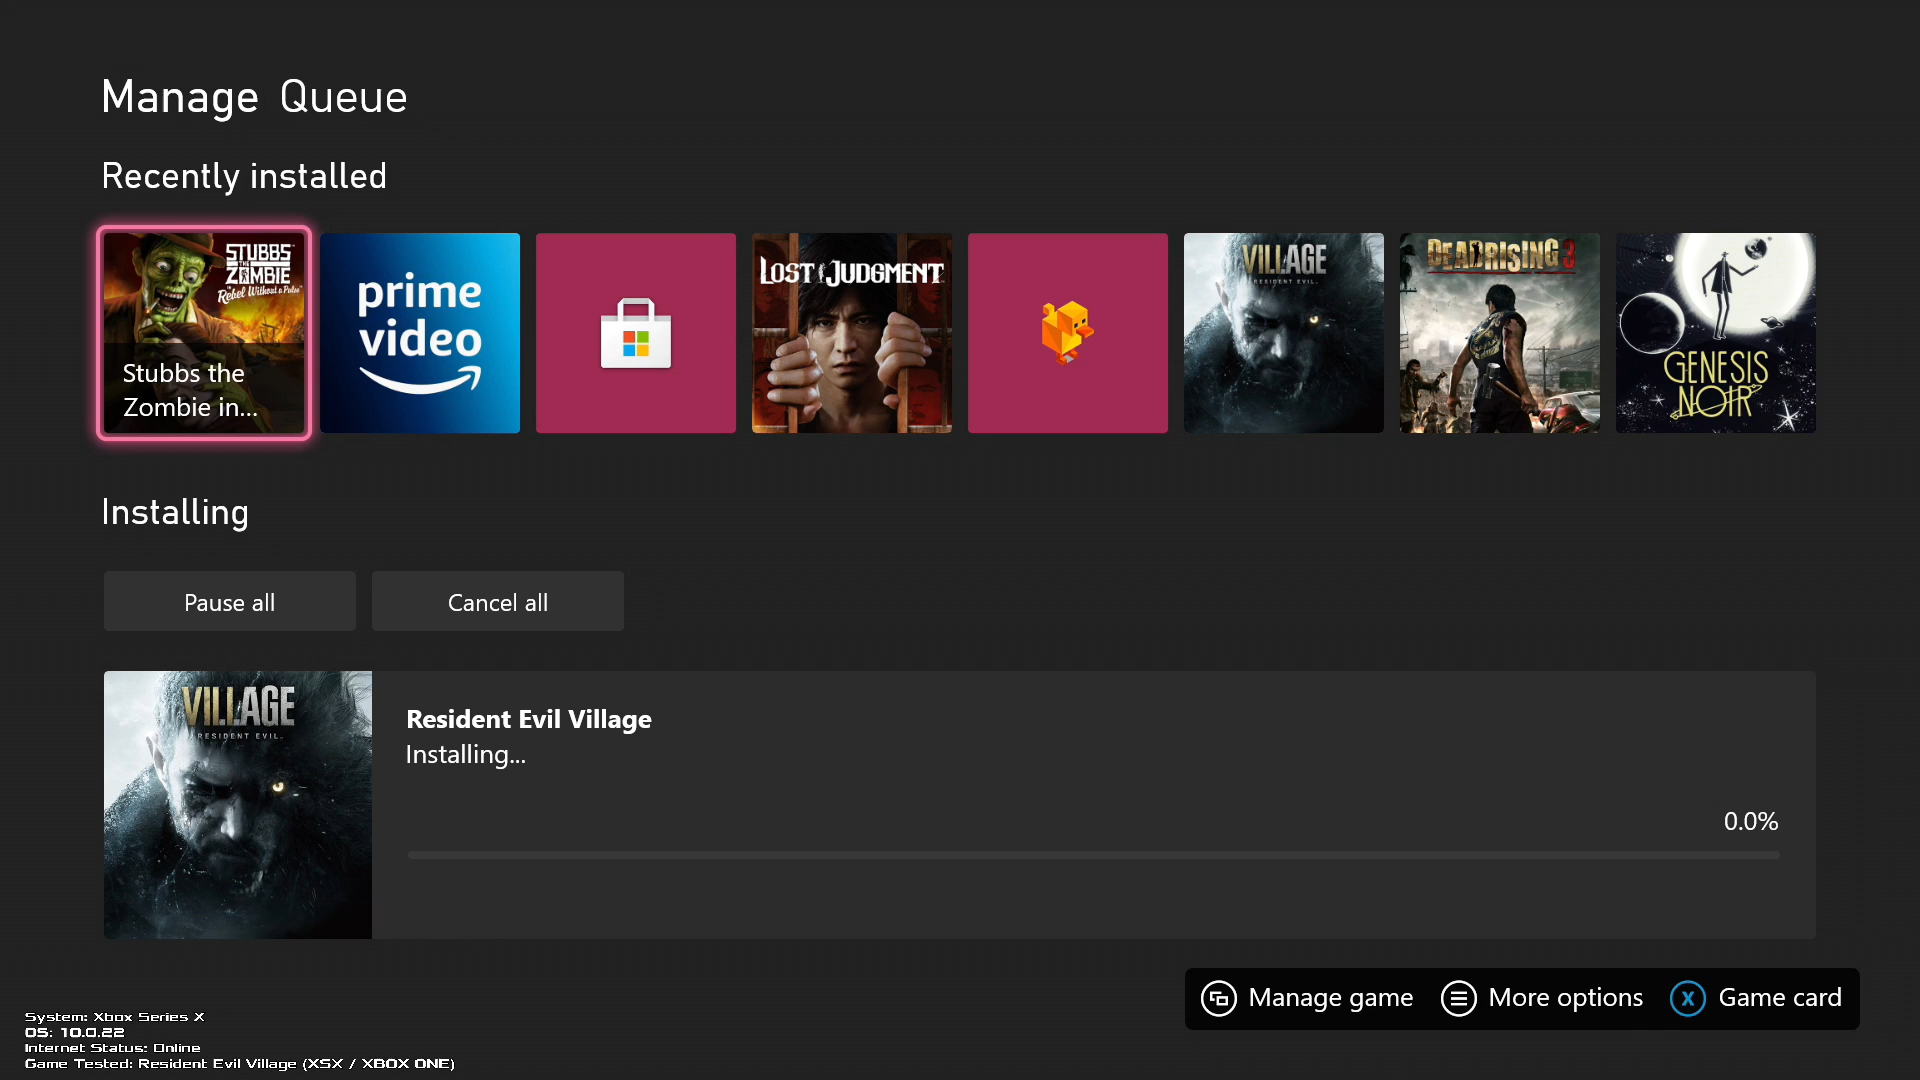 Manage Queue
Recently installed
STUBBS
THE
ZOMBIE
in
Rebel Without a Pulse
Stubbs the
Zombie in...
prime
video
LOST JUDGMENT
VILLAGE
RESIDENT EVIL.
DEADRISING 3
GENESIS
NOIR
Installing
Pause all
Cancel all
VILLAGE
RESIDENT EVIL.
Resident Evil Village
Installing...
0.0%
Manage game
More options
X
Game card
System: Xbox Series X
OS: 10.0.22
Internet Status: Online
Game Tested: Resident Evil Village (XSX / XBOX ONE)